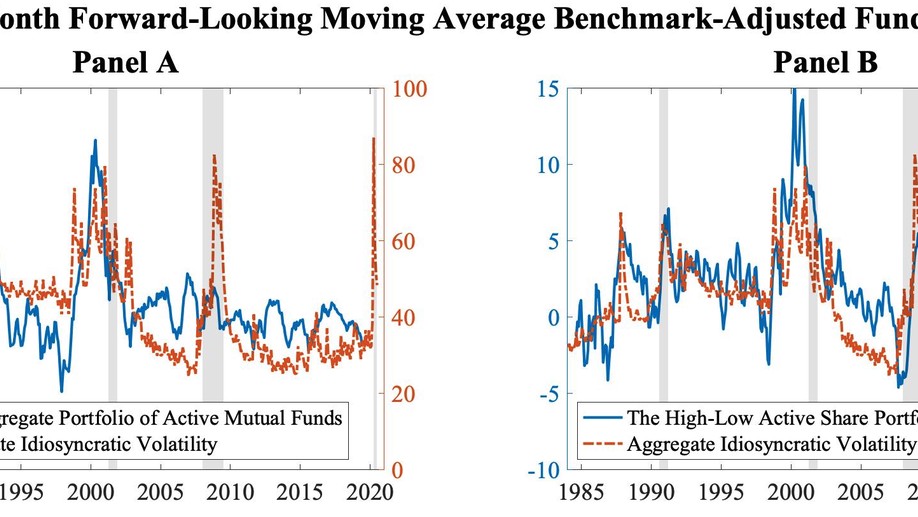 onth Forward-Looking Moving Average Benchmark-Adjusted Fund
Panel A
Panel B
100
80
60
40
20
0
gregate Portfolio of Active Mutual Funds
te Idiosyncratic Volatility
1995 2000 2005 2010 2015 2020
15
10
5
0
-5
-10
The High-Low Active Share Portfo
Aggregate Idiosyncratic Volatility
1985 1990 1995 2000 2005 2